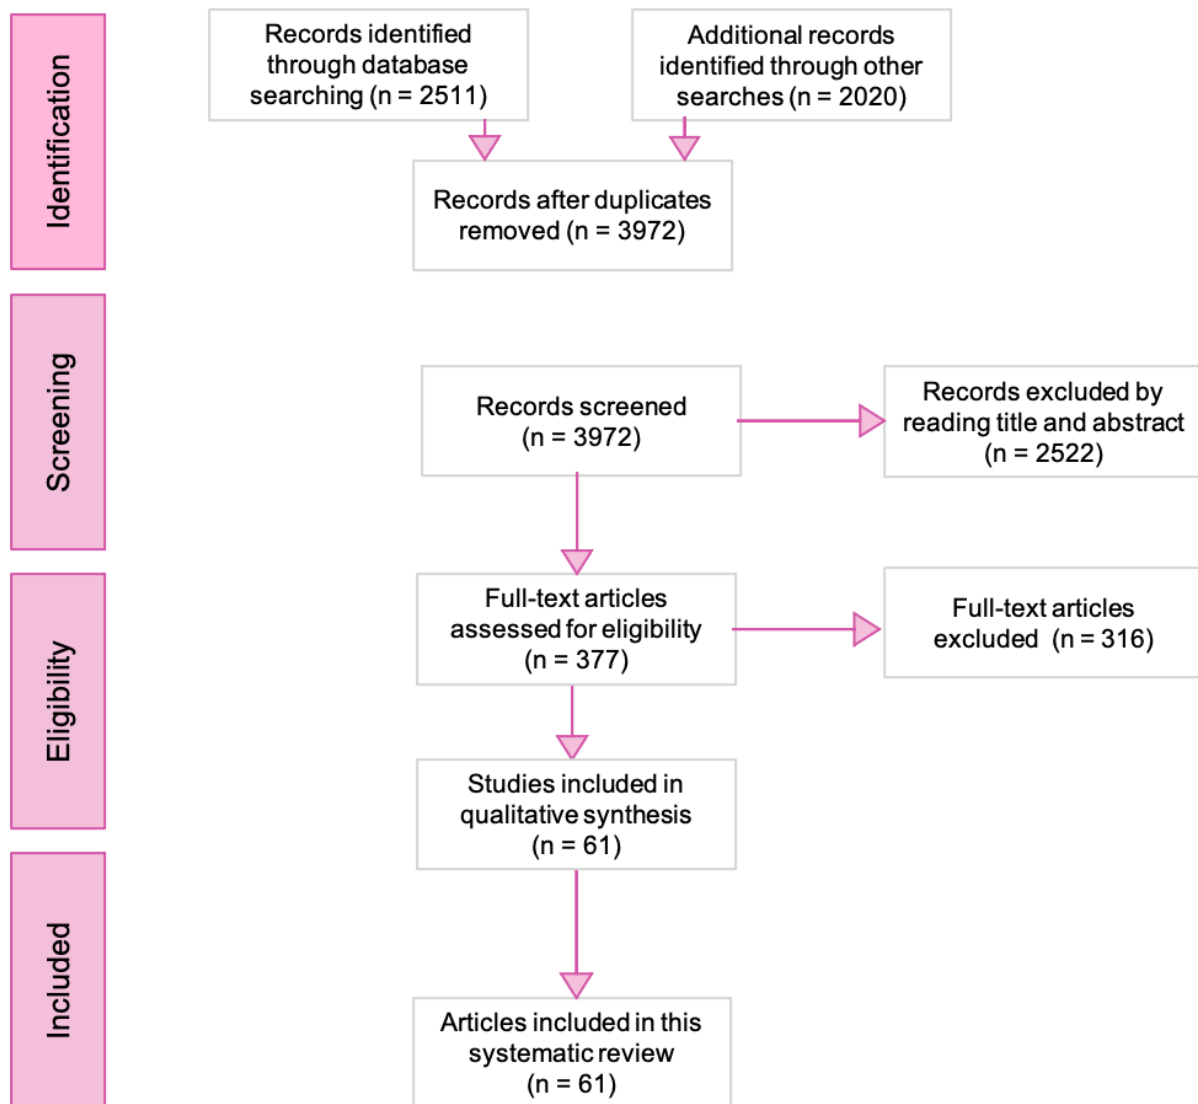 Identification
Records identified
through database
searching (n = 2511)
Additional records
identified through other
searches (n = 2020)
Records after duplicates
removed (n = 3972)
Screening
Records screened
(n = 3972)
Records excluded by
reading title and abstract
(n = 2522)
Eligibility
Full-text articles
assessed for eligibility
(n = 377)
Full-text articles
excluded (n = 316)
Studies included in
qualitative synthesis
(n = 61)
Included
Articles included in this
systematic review
(n = 61)